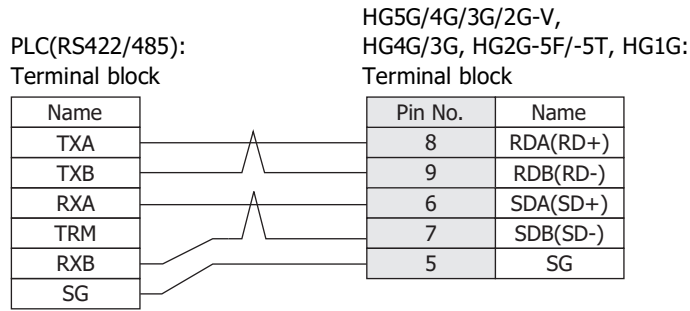 HG5G/4G/3G/2G-V,
PLC(RS422/485): HG4G/3G, HG2G-5F/-5T, HG1G:
Terminal block Terminal block
Name Pin No. Name
TXA 8 RDA(RD+)
TXB 9 RDB(RD-)
RXA 6 SDA(SD+)
TRM 7 SDB(SD-)
RXB 5 SG
SG